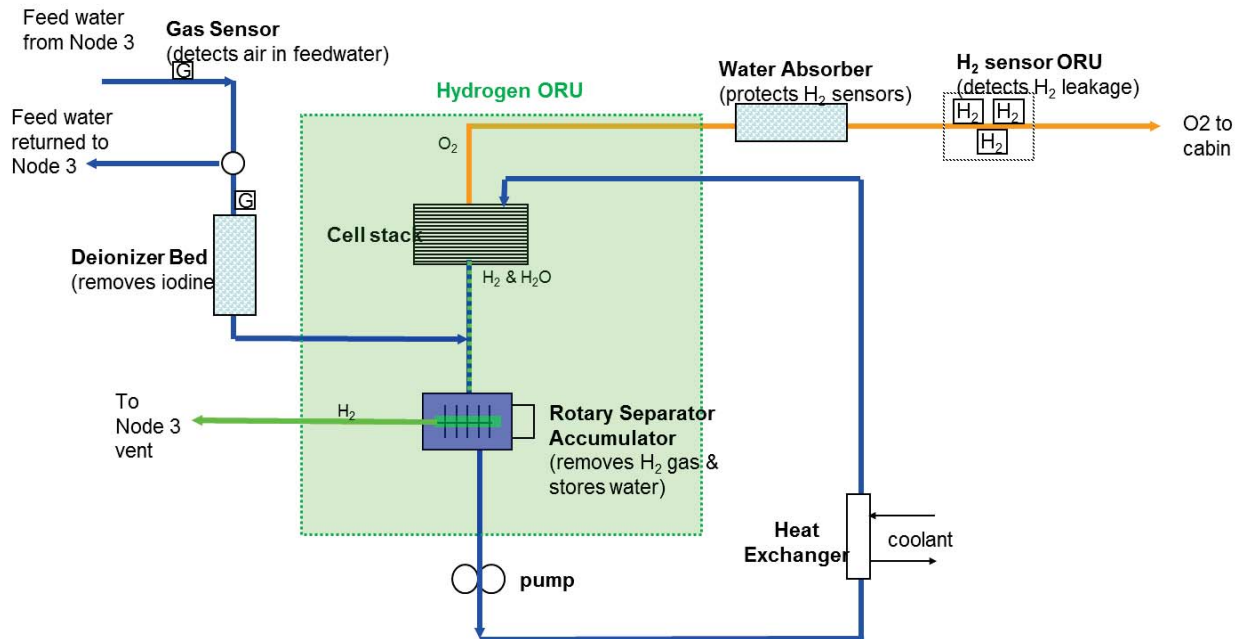 Feed water
from Node 3
Gas Sensor
(detects air in feedwater)
G
Feed water
returned to
Node 3
G
Deionizer Bed
(removes iodine
Hydrogen ORU
O₂
Cell stack
H₂ & H₂O
Water Absorber
(protects H₂ sensors)
H₂ sensor ORU
(detects H₂ leakage)
H₂ H₂
H₂
O2 to
cabin
To
Node 3
vent
H₂
Rotary Separator
Accumulator
(removes H₂ gas &
stores water)
Heat
Exchanger
coolant
pump